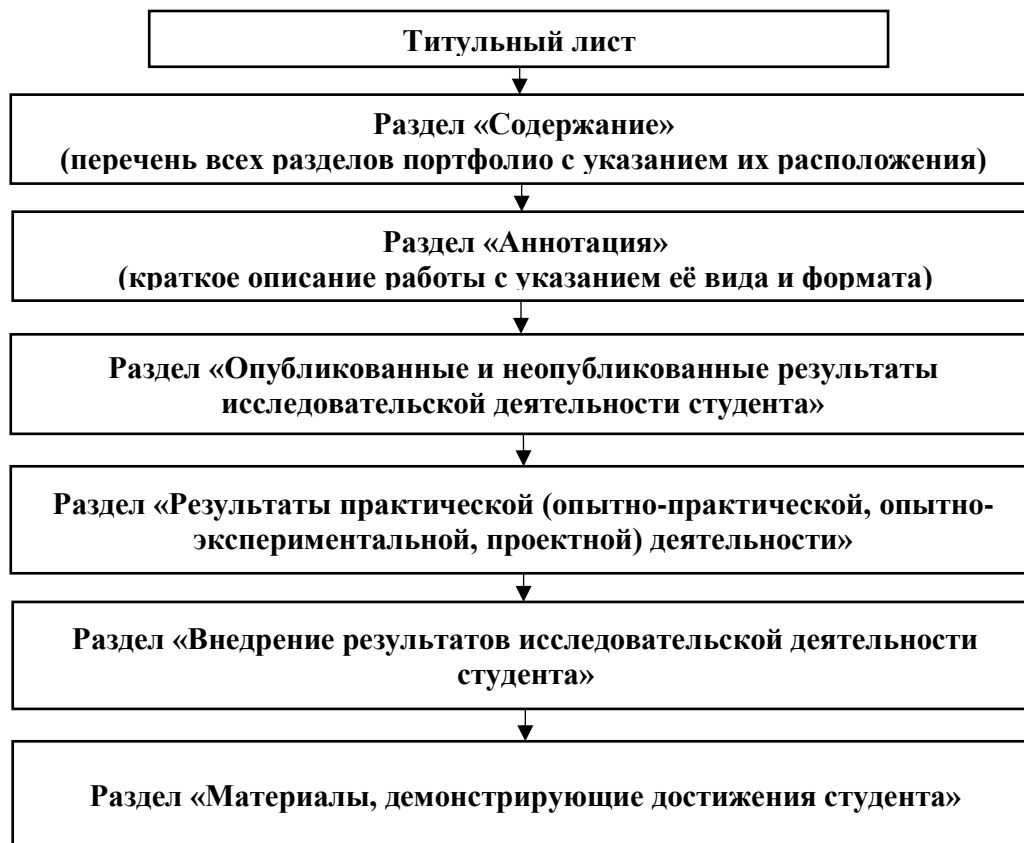 Титульный лист
Раздел «Содержание»
(перечень всех разделов портфолио с указанием их расположения)
Раздел «Аннотация»
(краткое описание работы с указанием её вида и формата)
Раздел «Опубликованные и неопубликованные результаты
исследовательской деятельности студента»
Раздел «Результаты практической (опытно-практической, опытно-
экспериментальной, проектной) деятельности»
Раздел «Внедрение результатов исследовательской деятельности
студента»
Раздел «Материалы, демонстрирующие достижения студента»